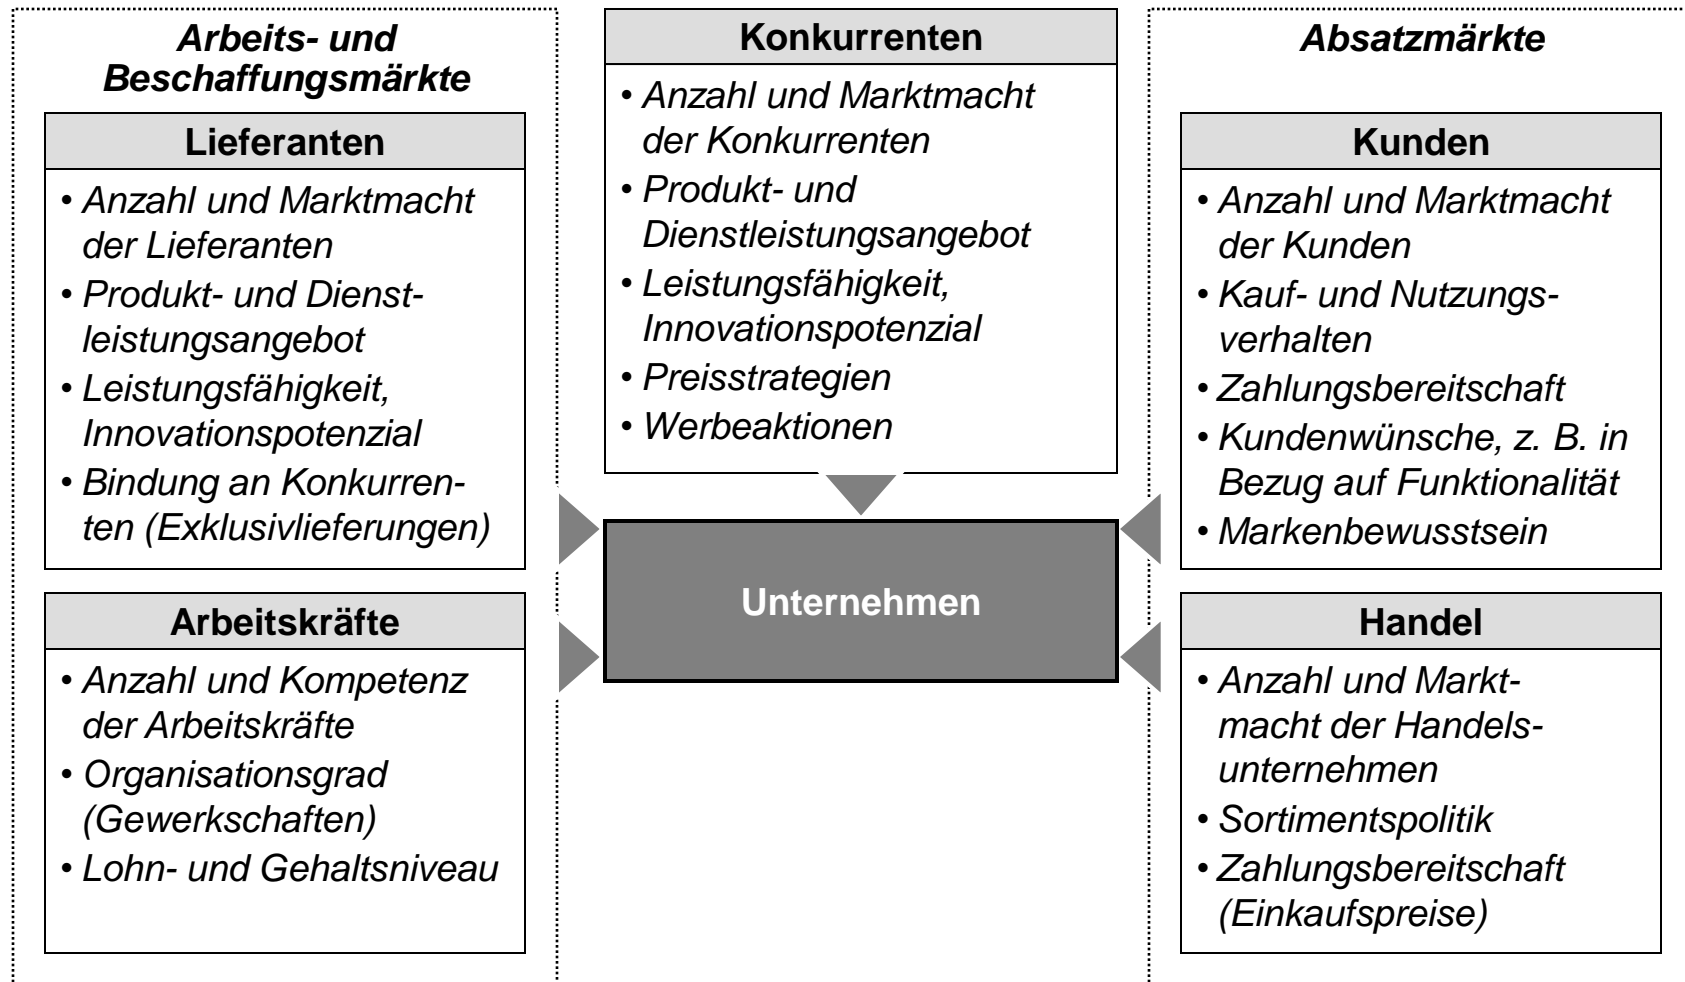 Arbeits- und
Beschaffungsmärkte
Lieferanten
• Anzahl und Marktmacht
der Lieferanten
• Produkt- und Dienst-
leistungsangebot
• Leistungsfähigkeit,
Innovationspotenzial
• Bindung an Konkurren-
ten (Exklusivlieferungen)
Arbeitskräfte
• Anzahl und Kompetenz
der Arbeitskräfte
• Organisationsgrad
(Gewerkschaften)
• Lohn- und Gehaltsniveau
Konkurrenten
• Anzahl und Marktmacht
der Konkurrenten
• Produkt- und
Dienstleistungsangebot
• Leistungsfähigkeit,
Innovationspotenzial
• Preisstrategien
• Werbeaktionen
Unternehmen
Absatzmärkte
Kunden
• Anzahl und Marktmacht
der Kunden
• Kauf- und Nutzungs-
verhalten
• Zahlungsbereitschaft
• Kundenwünsche, z. B. in
Bezug auf Funktionalität
• Markenbewusstsein
Handel
• Anzahl und Markt-
macht der Handels-
unternehmen
• Sortimentspolitik
• Zahlungsbereitschaft
(Einkaufspreise)